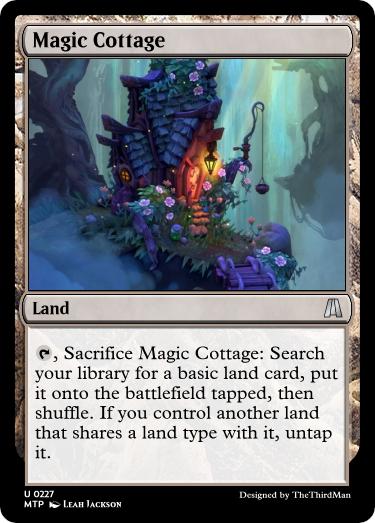 Magic Cottage
Land
, Sacrifice Magic Cottage: Search
your library for a basic land card, put
it onto the battlefield tapped, then
shuffle. If you control another land
that shares a land type with it, untap
it.
U 0227
MTP Leah Jackson
Designed by TheThirdMan